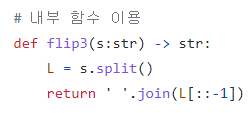 # 내부 함수 이용
def flip3(s:str) -> str:
    L = s.split()
    return ' '.join(L[::-1])